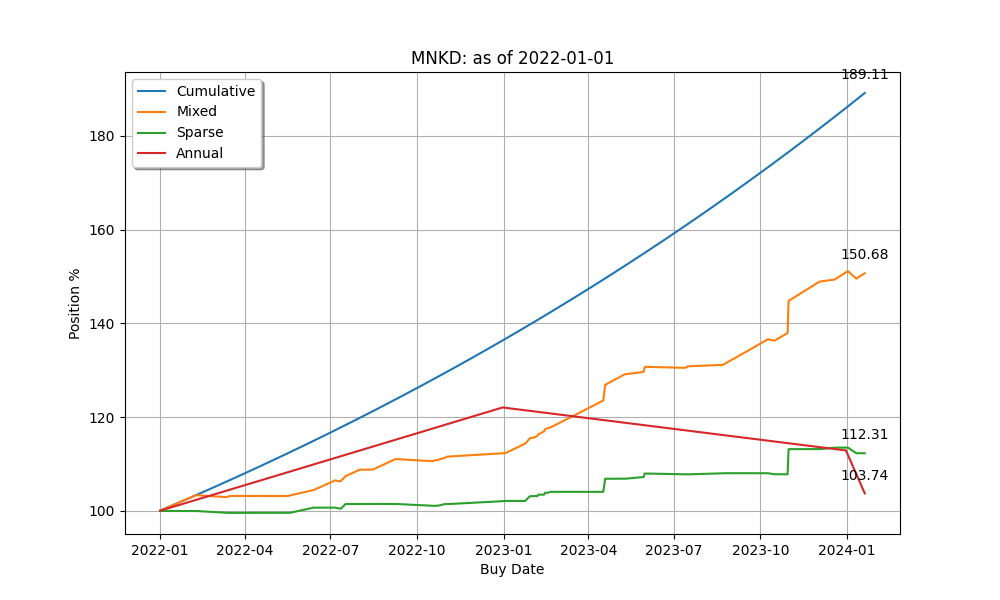 MNKD: as of 2022-01-01
189.11
Cumulative
Mixed
Sparse
Annual
180
160
150.68
140
120
112.31
103.74
100
Position %
2022-01 2022-04 2022-07 2022-10 2023-01 2023-04 2023-07 2023-10 2024-01
Buy Date